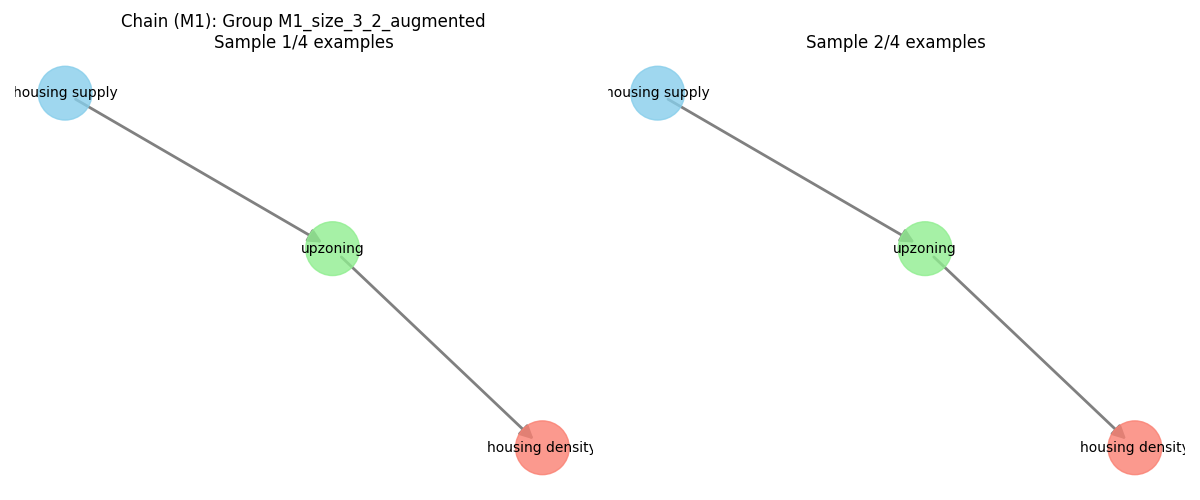 Chain (M1): Group M1_size_3_2_augmented
Sample 1/4 examples
Sample 2/4 examples
housing supply
housing supply
upzoning
upzoning
housing density
housing density